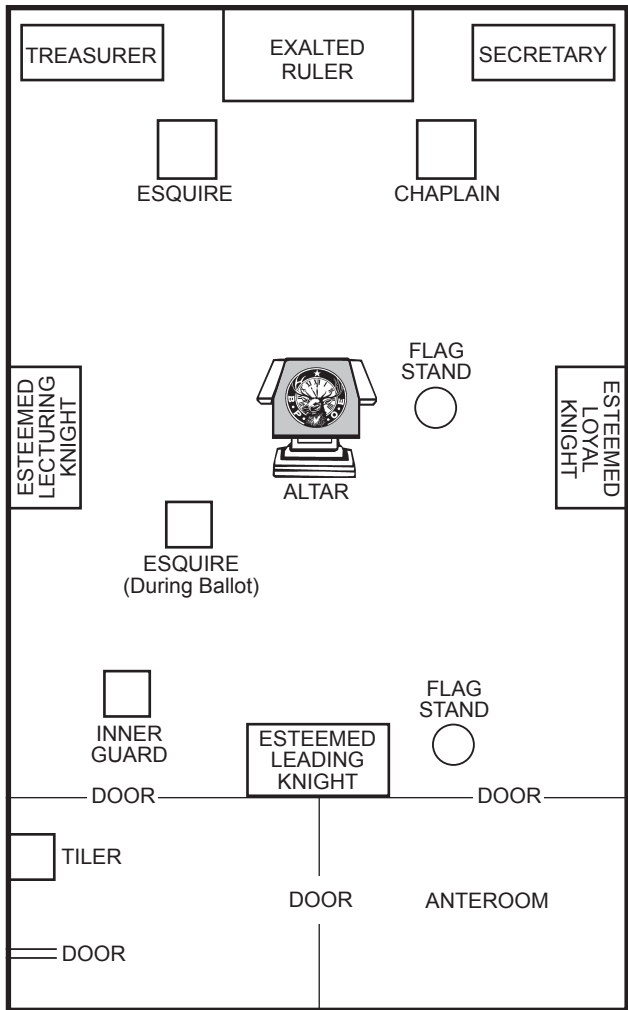 TREASURER
EXALTED
RULER
SECRETARY
ESQUIRE
CHAPLAIN
FLAG
STAND
ESTEEMED
LECTURING
KNIGHT
ESTEEMED
LOYAL
KNIGHT
ALTAR
ESQUIRE
(During Ballot)
INNER
GUARD
FLAG
STAND
ESTEEMED
LEADING
KNIGHT
DOOR
DOOR
TILER
DOOR
ANTEROOM
DOOR